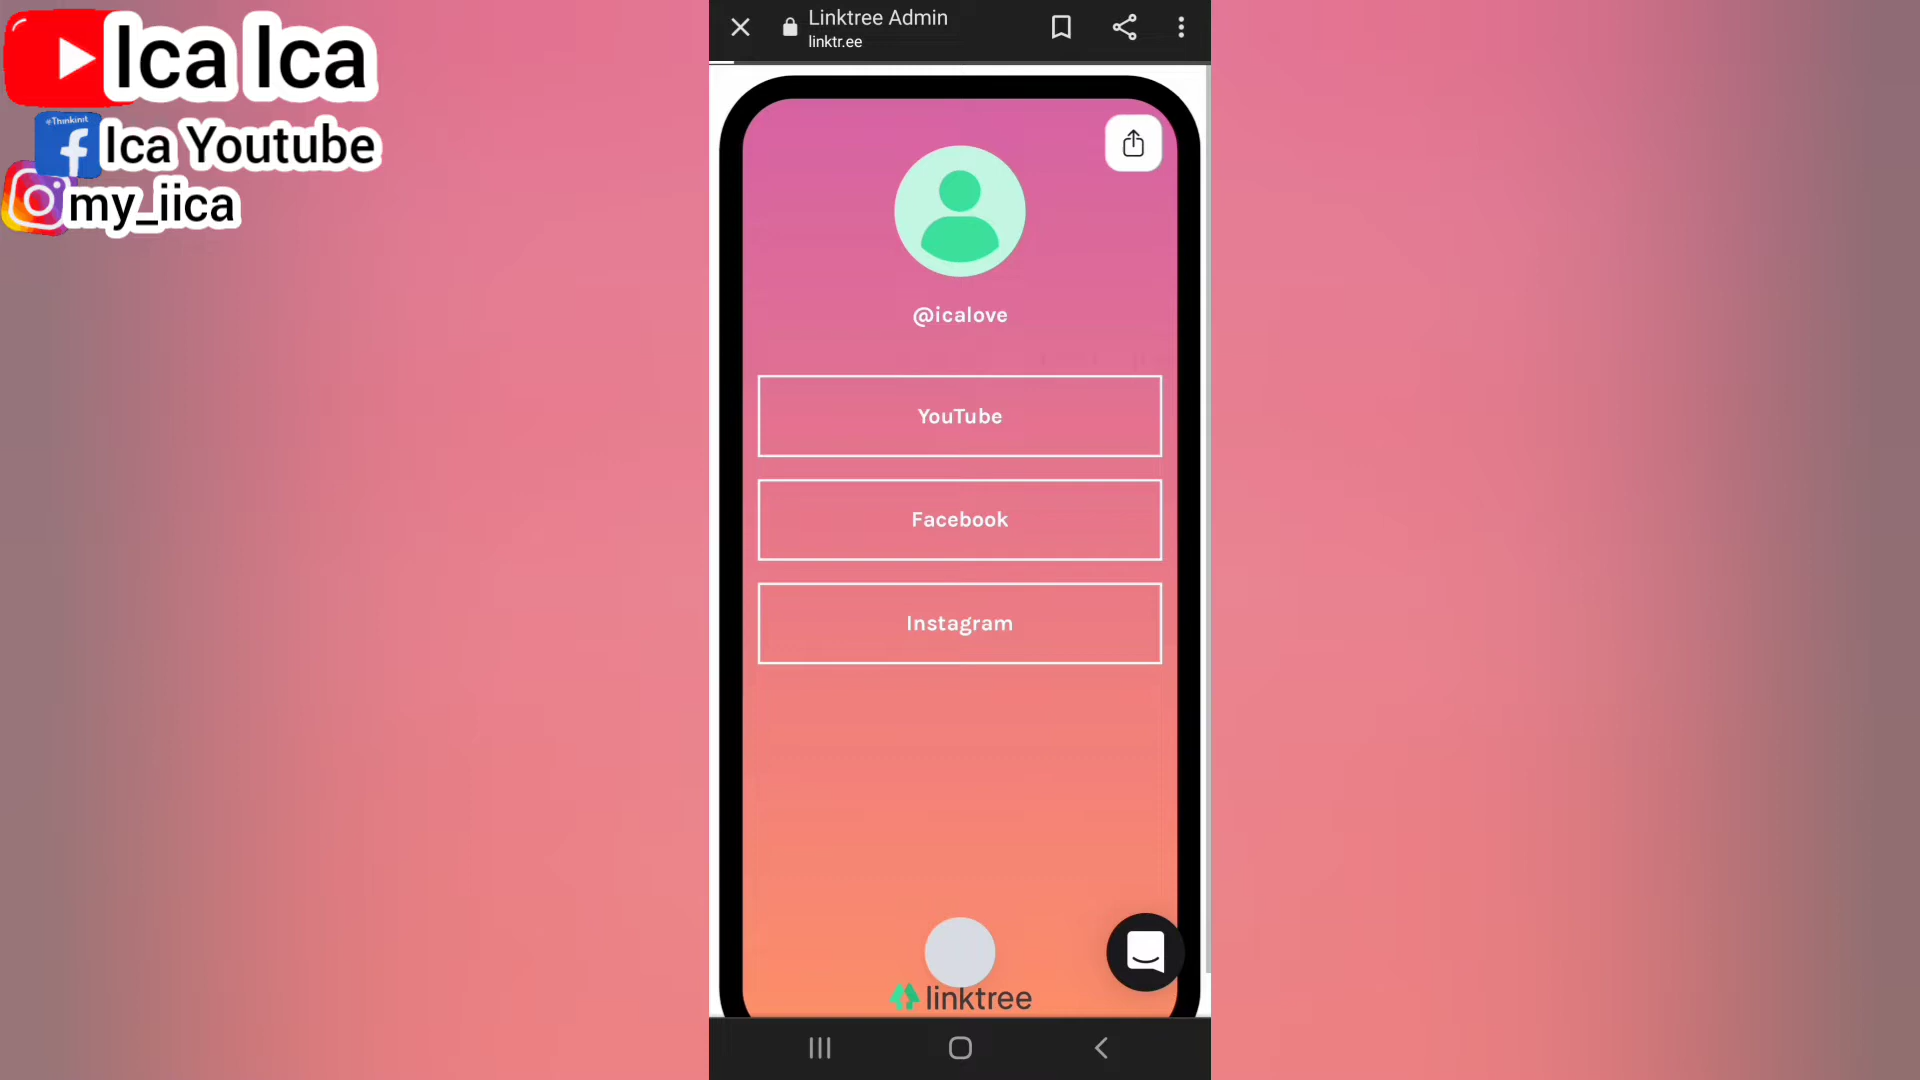 Ica Ica
@Thinkinit
Ica Youtube
my_iica
Linktree Admin
linktr.ee
@icalove
YouTube
Facebook
Instagram
linktree